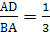 AD/BA = 1/3